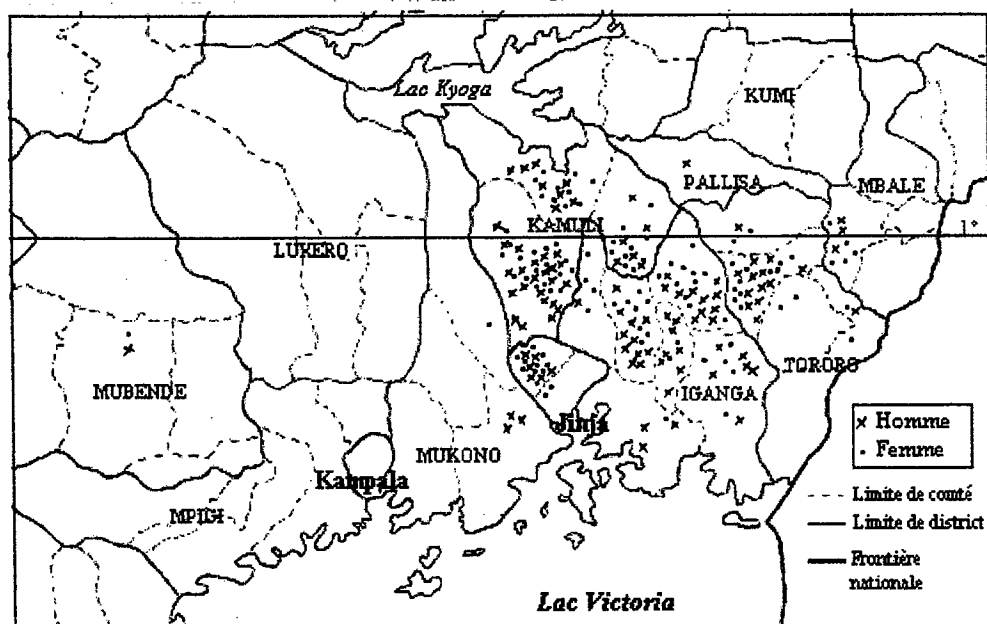 Lac Kyoga
KUMI
PALLISA
MBALE
KAMULI
1°
LUWERO
MUBENDE
TORORO
IGANGA
× Homme
• Femme
Jinja
MUKONO
Kampala
MPIGI
Limite de comté
Limite de district
Frontière
nationale
Lac Victoria